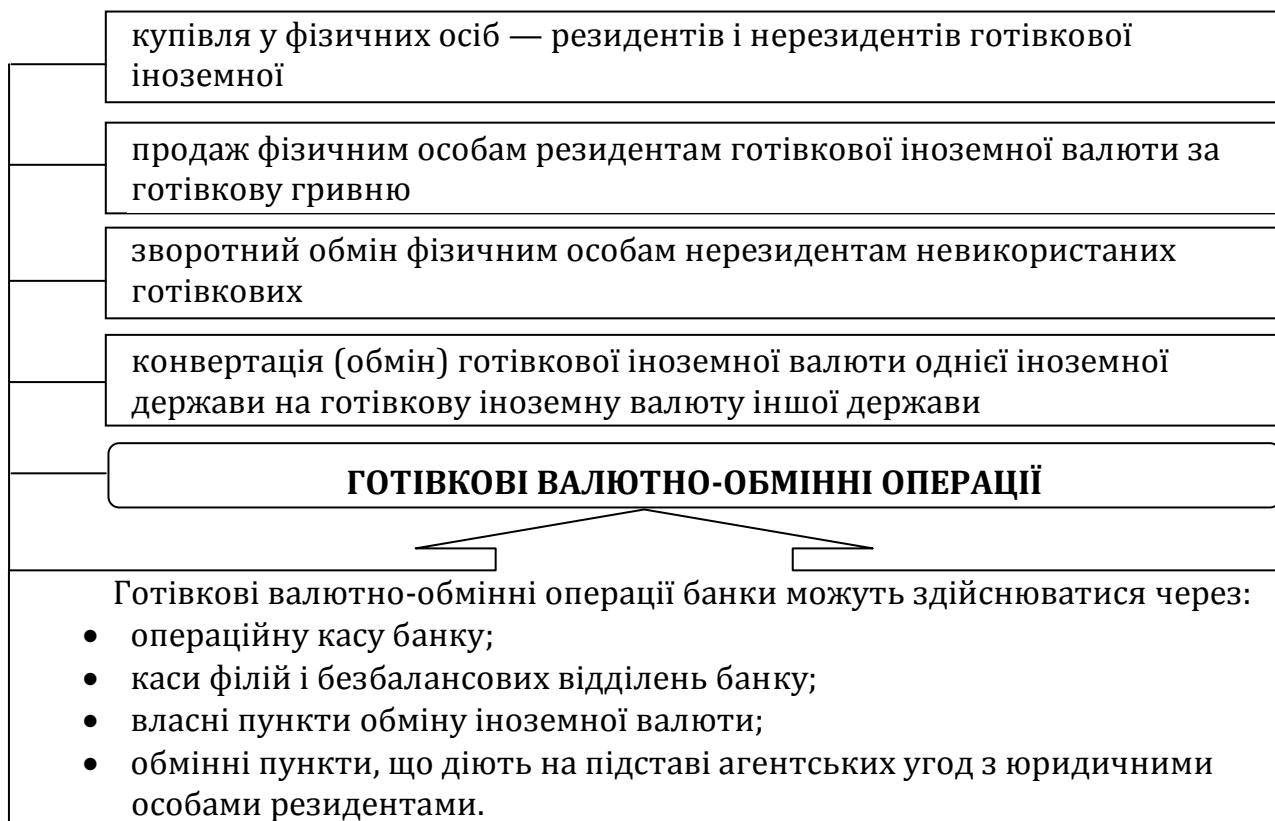 купівля у фізичних осіб — резидентів і нерезидентів готівкової
іноземної
продаж фізичним особам резидентам готівкової іноземної валюти за
готівкову гривню
зворотний обмін фізичним особам нерезидентам невикористаних
готівкових
конвертація (обмін) готівкової іноземної валюти однієї іноземної
держави на готівкову іноземну валюту іншої держави
ГОТІВКОВІ ВАЛЮТНО-ОБМІННІ ОПЕРАЦІЇ
Готівкові валютно-обмінні операції банки можуть здійснюватися через:
• операційну касу банку;
• каси філій і безбалансових відділень банку;
• власні пункти обміну іноземної валюти;
• обмінні пункти, що діють на підставі агентських угод з юридичними
особами резидентами.